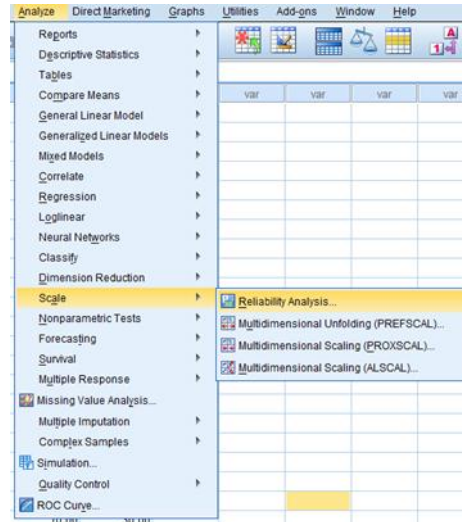 Analyze Direct Marketing Graphs Utilities Add-ons Window Help
Reports
Descriptive Statistics
Tables
Compare Means
General Linear Model
Generalized Linear Models
Mixed Models
Correlate
Regression
Loglinear
Neural Networks
Classify
Dimension Reduction
Scale
Nonparametric Tests
Forecasting
Survival
Multiple Response
Missing Value Analysis...
Multiple Imputation
Complex Samples
Simulation...
Quality Control
ROC Curve...
var var var var
Reliability Analysis...
Multidimensional Unfolding (PREFSCAL)...
Multidimensional Scaling (PROXSCAL)...
Multidimensional Scaling (ALSCAL)...
A
1